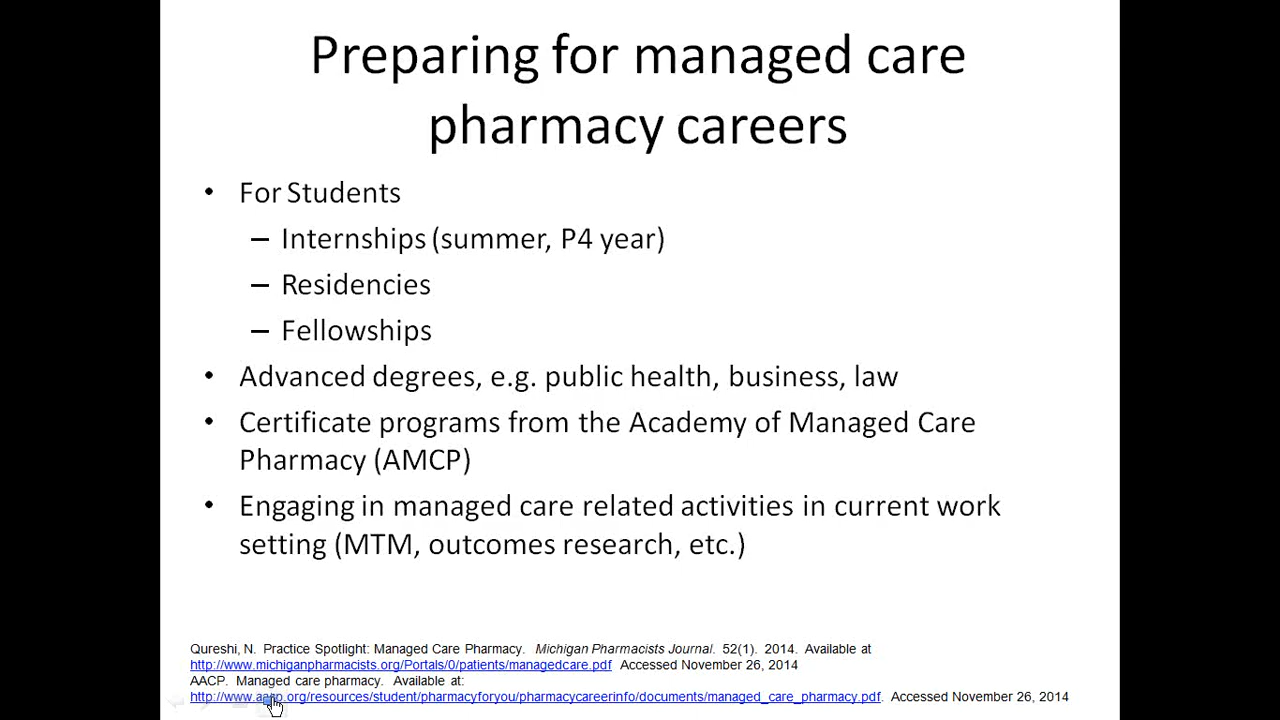 Preparing for managed care
pharmacy careers
• For Students
– Internships (summer, P4 year)
– Residencies
– Fellowships
• Advanced degrees, e.g. public health, business, law
• Certificate programs from the Academy of Managed Care
Pharmacy (AMCP)
• Engaging in managed care related activities in current work
setting (MTM, outcomes research, etc.)
Qureshi, N. Practice Spotlight: Managed Care Pharmacy. Michigan Pharmacists Journal. 52(1). 2014. Available at
http://www.michiganpharmacists.org/Portals/0/patients/managedcare.pdf Accessed November 26, 2014
AACP. Managed care pharmacy. Available at:
http://www.aacp.org/resources/student/pharmacyforyou/pharmacycareerinfo/documents/managed_care_pharmacy.pdf. Accessed November 26, 2014